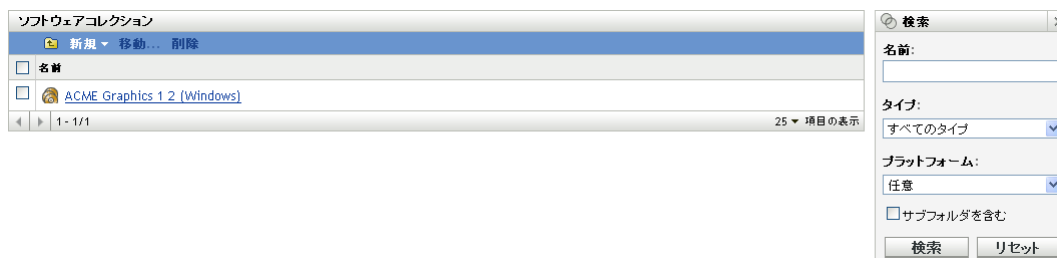 ソフトウェアコレクション
新規 移動... 削除
名前
ACME Graphics 1 2 (Windows)
1 - 1/1
25 項目の表示
検索
名前:
タイプ:
すべてのタイプ
プラットフォーム:
任意
サブフォルダを含む
検索 リセット